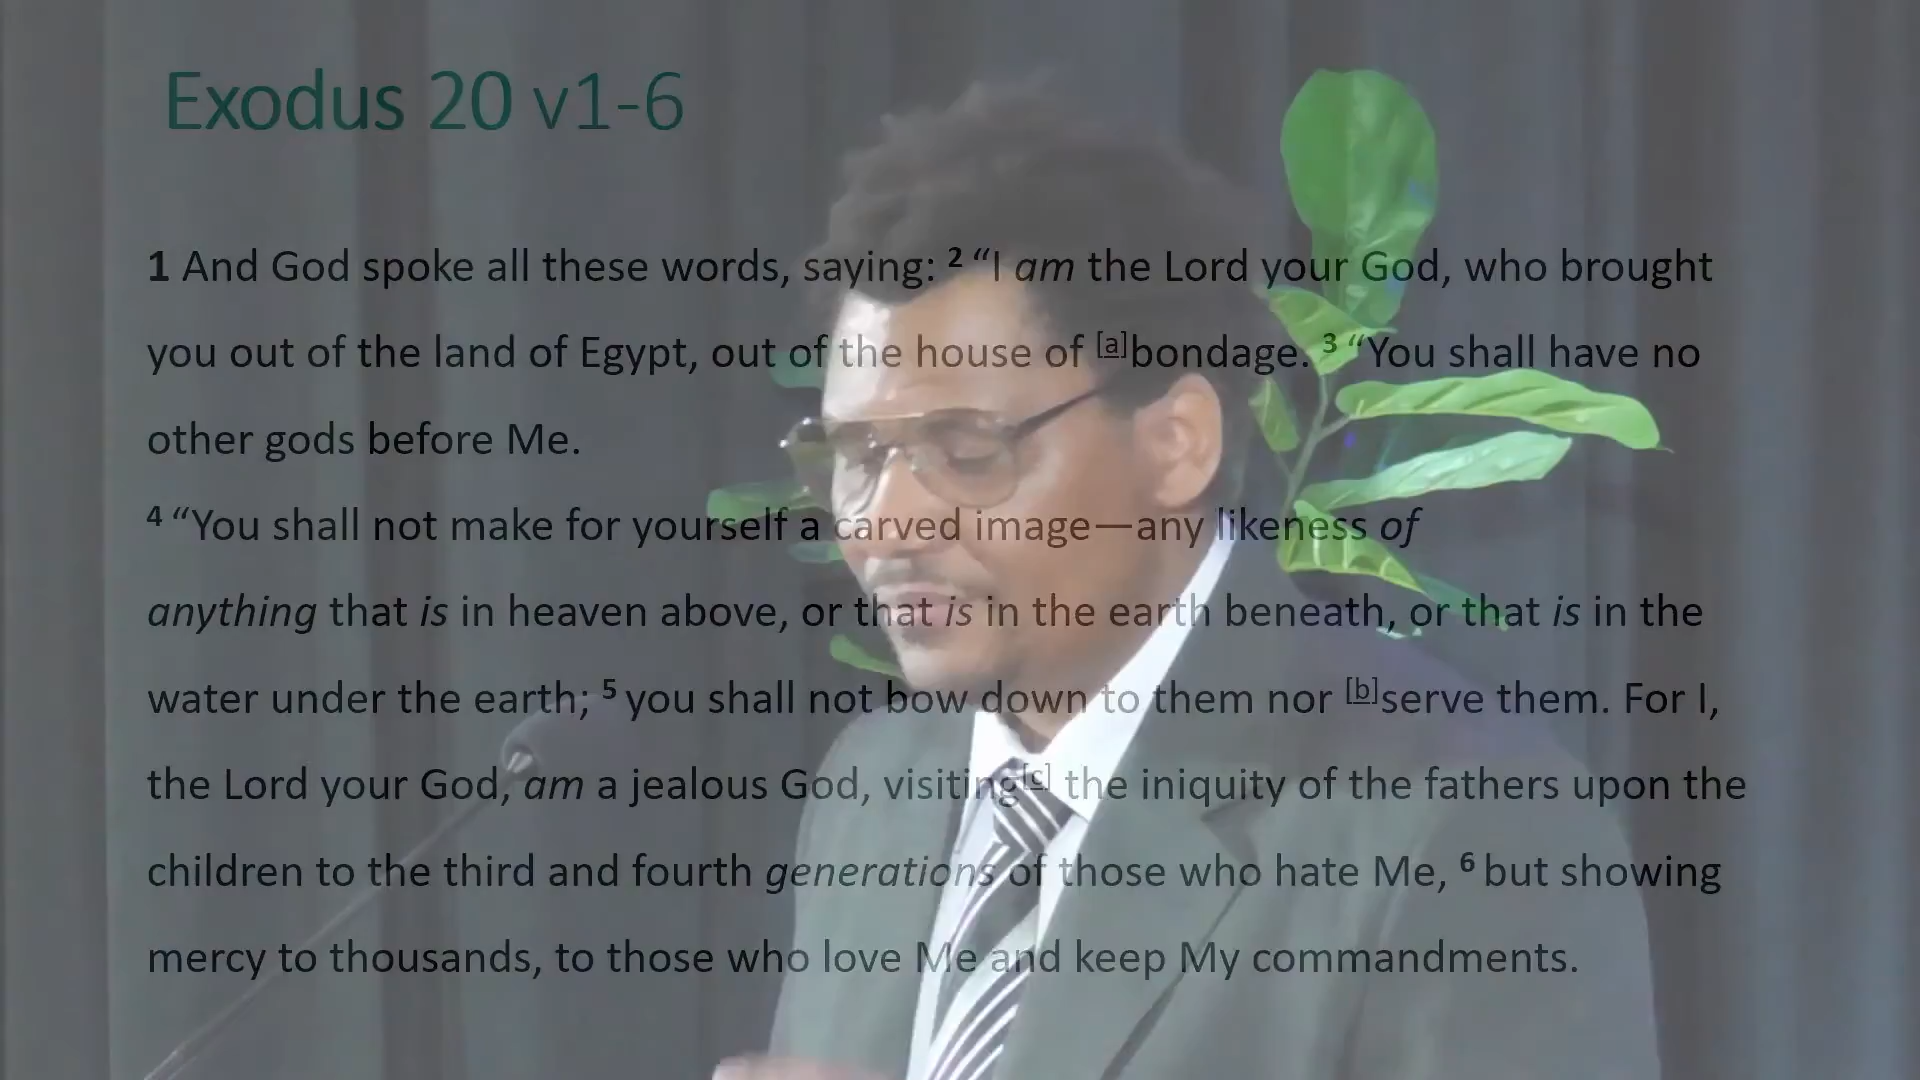 Exodus 20 v1-6
1 And God spoke all these words, saying: 2 “I am the Lord your God, who brought
you out of the land of Egypt, out of the house of [a]bondage. 3 “You shall have no
other gods before Me.
4 “You shall not make for yourself a carved image—any likeness of
anything that is in heaven above, or that is in the earth beneath, or that is in the
water under the earth; 5 you shall not bow down to them nor [b]serve them. For I,
the Lord your God, am a jealous God, visiting[c] the iniquity of the fathers upon the
children to the third and fourth generations of those who hate Me, 6 but showing
mercy to thousands, to those who love Me and keep My commandments.